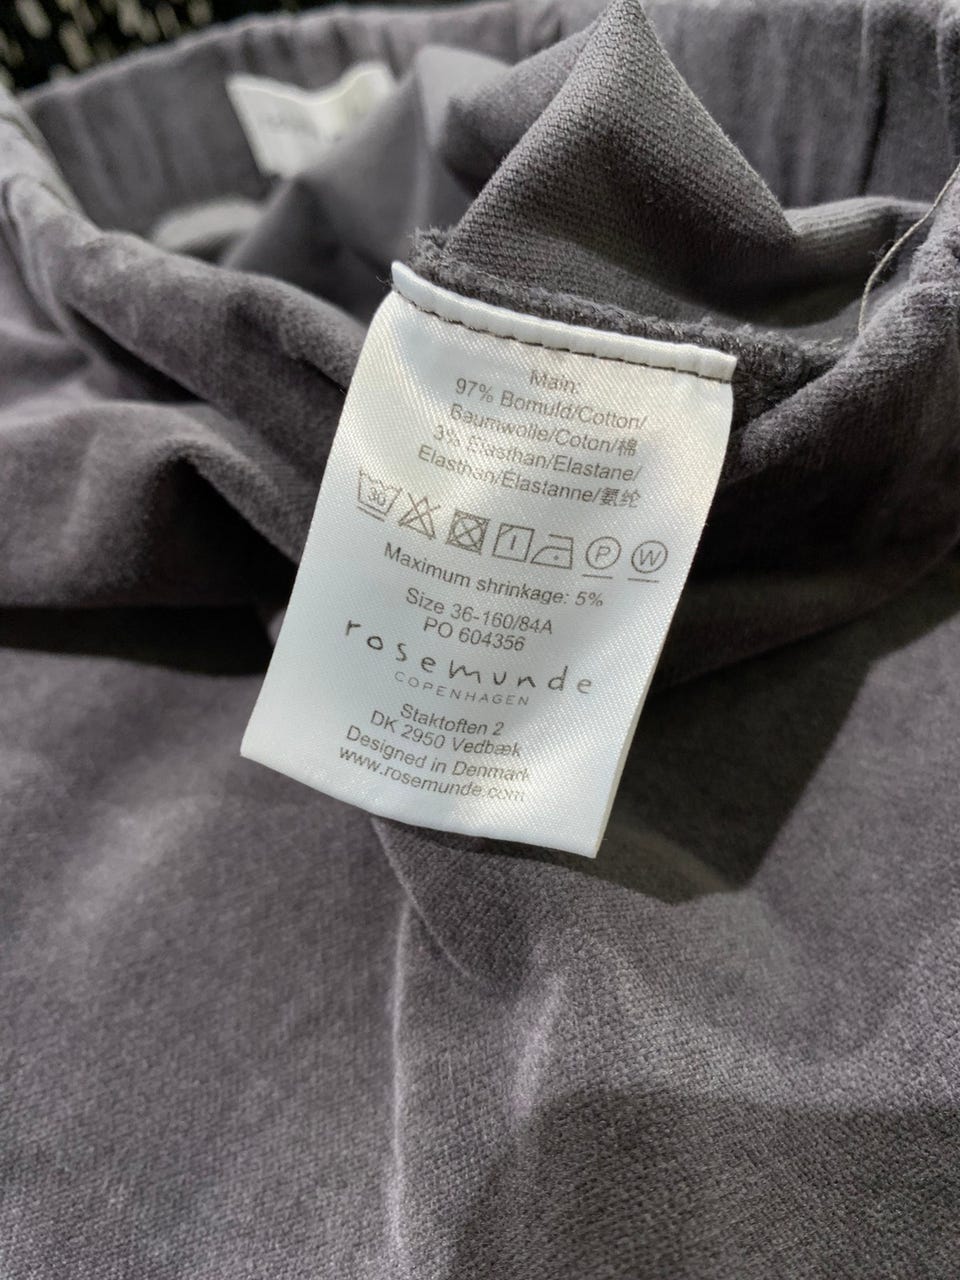 Main:
97% Bomuld/Cotton/
Baumwolle/Coton/棉
3% Elasthan/Elastane/
Elasthan/Elastanne/氨纶
30 P W
Maximum shrinkage: 5%
Size 36-160/84A
PO 604356
rosemunde
COPENHAGEN
Staktoften 2
DK 2950 Vedbæk
Designed in Denmark
www.rosemunde.com